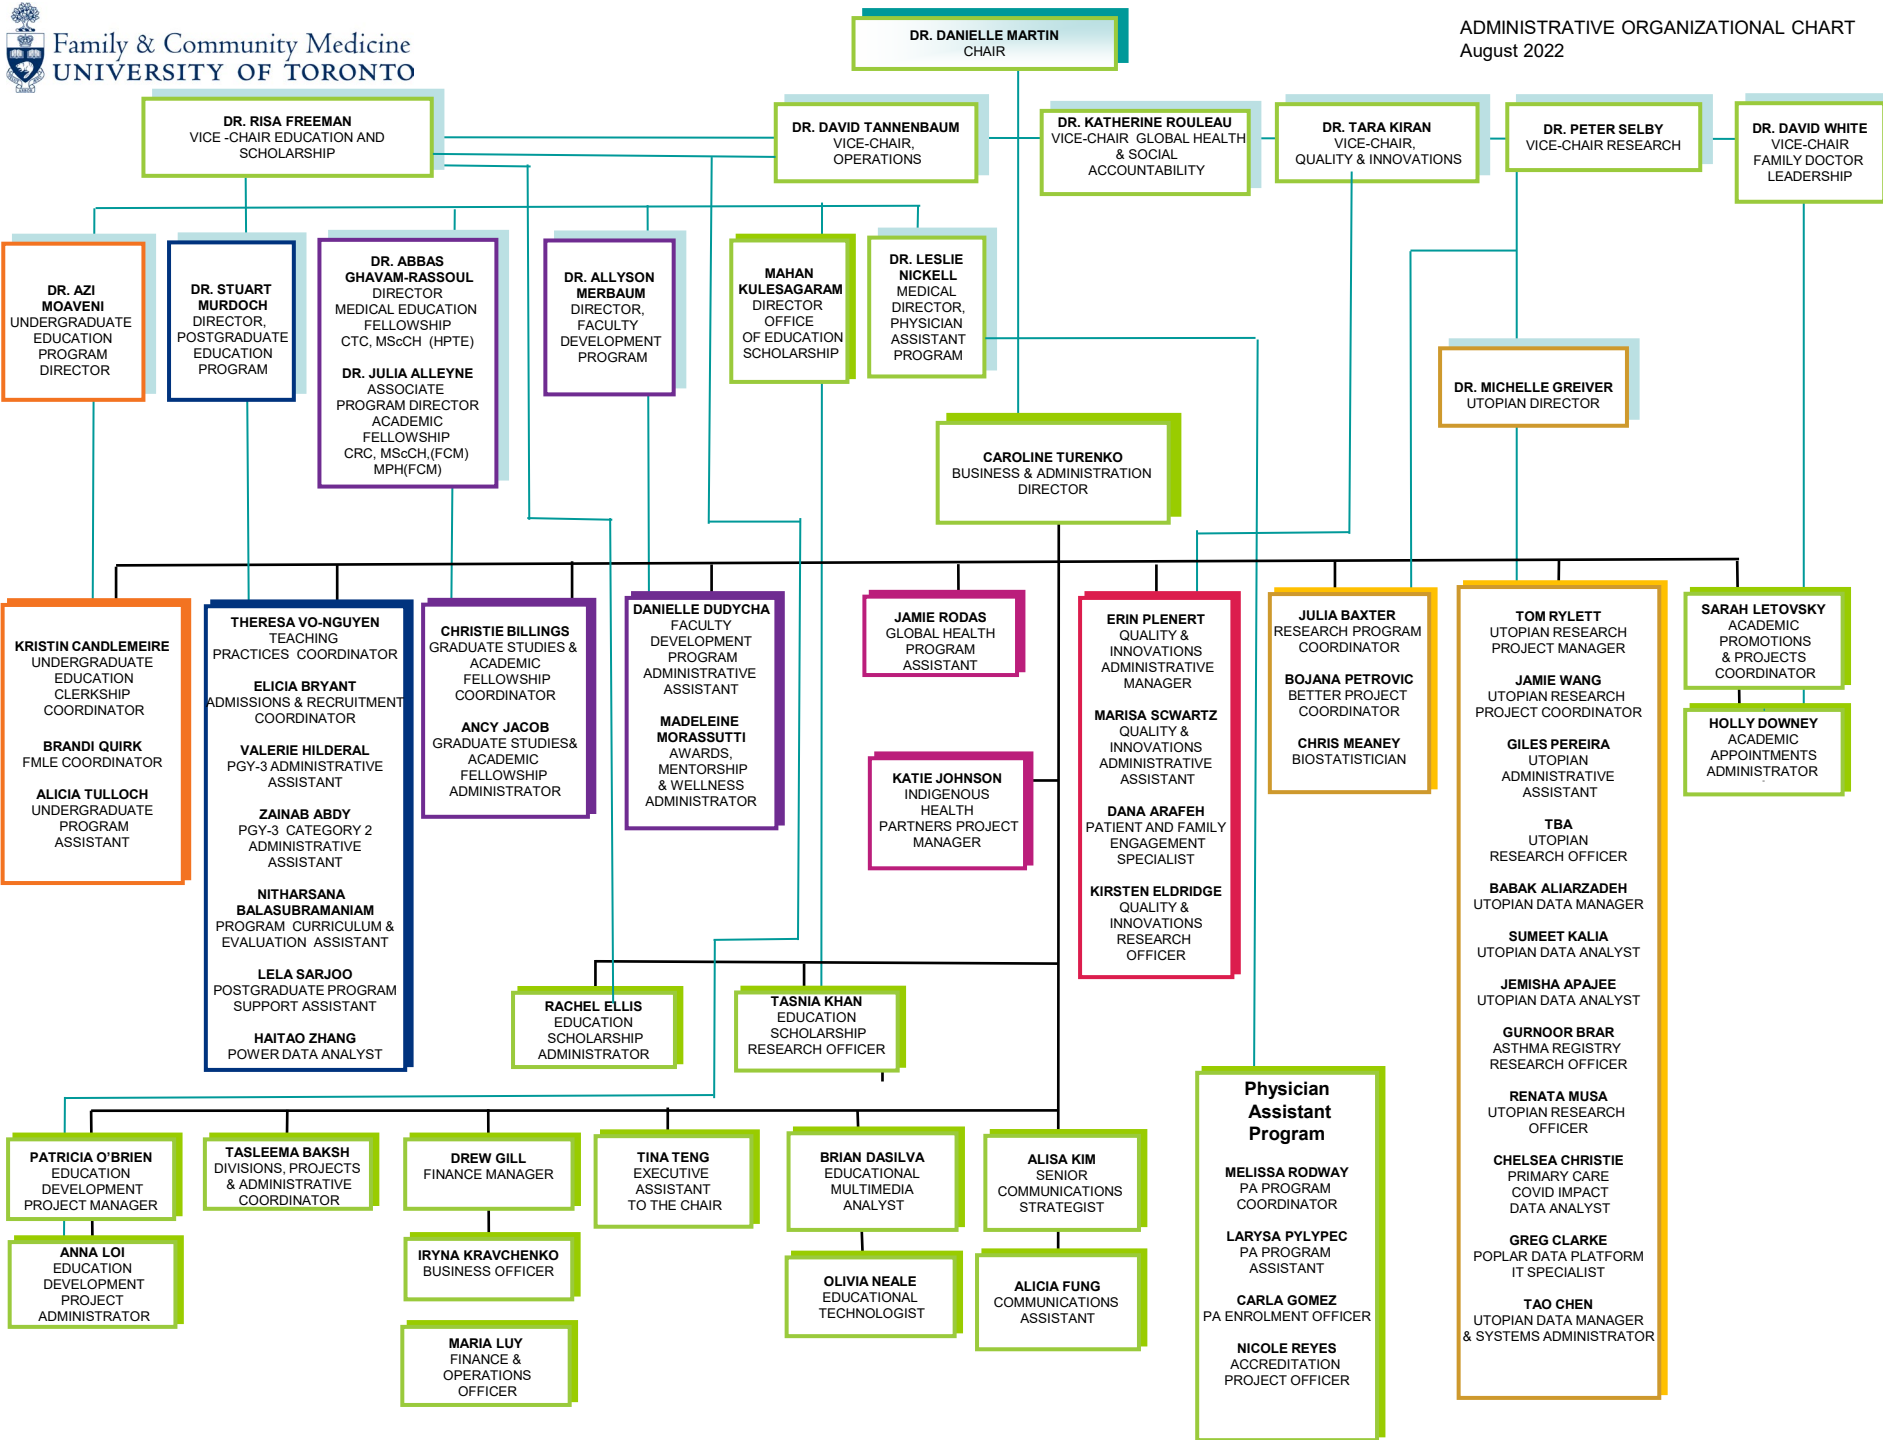 Family & Community Medicine
UNIVERSITY OF TORONTO
ADMINISTRATIVE ORGANIZATIONAL CHART
August 2022
DR. DANIELLE MARTIN
CHAIR
DR. RISA FREEMAN
VICE -CHAIR EDUCATION AND
SCHOLARSHIP
DR. DAVID TANNENBAUM
VICE-CHAIR,
OPERATIONS
DR. KATHERINE ROULEAU
VICE-CHAIR GLOBAL HEALTH
& SOCIAL
ACCOUNTABILITY
DR. TARA KIRAN
VICE-CHAIR,
QUALITY & INNOVATIONS
DR. PETER SELBY
VICE-CHAIR RESEARCH
DR. DAVID WHITE
VICE-CHAIR
FAMILY DOCTOR
LEADERSHIP
DR. AZI
MOAVENI
UNDERGRADUATE
EDUCATION
PROGRAM
DIRECTOR
DR. STUART
MURDOCH
DIRECTOR,
POSTGRADUATE
EDUCATION
PROGRAM
DR. ABBAS
GHAVAM-RASSOUL
DIRECTOR
MEDICAL EDUCATION
FELLOWSHIP
CTC, MScCH (HPTE)
DR. JULIA ALLEYNE
ASSOCIATE
PROGRAM DIRECTOR
ACADEMIC
FELLOWSHIP
CRC, MScCH,(FCM)
MPH(FCM)
DR. ALLYSON
MERBAUM
DIRECTOR,
FACULTY
DEVELOPMENT
PROGRAM
MAHAN
KULESAGARAM
DIRECTOR
OFFICE
OF EDUCATION
SCHOLARSHIP
DR. LESLIE
NICKELL
MEDICAL
DIRECTOR,
PHYSICIAN
ASSISTANT
PROGRAM
DR. MICHELLE GREIVER
UTOPIAN DIRECTOR
CAROLINE TURENKO
BUSINESS & ADMINISTRATION
DIRECTOR
KRISTIN CANDLEMEIRE
UNDERGRADUATE
EDUCATION
CLERKSHIP
COORDINATOR
BRANDI QUIRK
FMLE COORDINATOR
ALICIA TULLOCH
UNDERGRADUATE
PROGRAM
ASSISTANT
THERESA VO-NGUYEN
TEACHING
PRACTICES COORDINATOR
ELICIA BRYANT
ADMISSIONS & RECRUITMENT
COORDINATOR
VALERIE HILDERAL
PGY-3 ADMINISTRATIVE
ASSISTANT
ZAINAB ABDY
PGY-3 CATEGORY 2
ADMINISTRATIVE
ASSISTANT
NITHARSANA
BALASUBRAMANIAM
PROGRAM CURRICULUM &
EVALUATION ASSISTANT
LELA SARJOO
POSTGRADUATE PROGRAM
SUPPORT ASSISTANT
HAITAO ZHANG
POWER DATA ANALYST
CHRISTIE BILLINGS
GRADUATE STUDIES &
ACADEMIC
FELLOWSHIP
COORDINATOR
ANCY JACOB
GRADUATE STUDIES&
ACADEMIC
FELLOWSHIP
ADMINISTRATOR
DANIELLE DUDYCHA
FACULTY
DEVELOPMENT
PROGRAM
ADMINISTRATIVE
ASSISTANT
MADELEINE
MORASSUTTI
AWARDS,
MENTORSHIP
& WELLNESS
ADMINISTRATOR
JAMIE RODAS
GLOBAL HEALTH
PROGRAM
ASSISTANT
KATIE JOHNSON
INDIGENOUS
HEALTH
PARTNERS PROJECT
MANAGER
ERIN PLENERT
QUALITY &
INNOVATIONS
ADMINISTRATIVE
MANAGER
MARISA SCWARTZ
QUALITY &
INNOVATIONS
ADMINISTRATIVE
ASSISTANT
DANA ARAFEH
PATIENT AND FAMILY
ENGAGEMENT
SPECIALIST
KIRSTEN ELDRIDGE
QUALITY &
INNOVATIONS
RESEARCH
OFFICER
JULIA BAXTER
RESEARCH PROGRAM
COORDINATOR
BOJANA PETROVIC
BETTER PROJECT
COORDINATOR
CHRIS MEANEY
BIOSTATISTICIAN
TOM RYLETT
UTOPIAN RESEARCH
PROJECT MANAGER
JAMIE WANG
UTOPIAN RESEARCH
PROJECT COORDINATOR
GILES PEREIRA
UTOPIAN
ADMINISTRATIVE
ASSISTANT
TBA
UTOPIAN
RESEARCH OFFICER
BABAK ALIARZADEH
UTOPIAN DATA MANAGER
SUMEET KALIA
UTOPIAN DATA ANALYST
JEMISHA APAJEE
UTOPIAN DATA ANALYST
GURNOOR BRAR
ASTHMA REGISTRY
RESEARCH OFFICER
RENATA MUSA
UTOPIAN RESEARCH
OFFICER
CHELSEA CHRISTIE
PRIMARY CARE
COVID IMPACT
DATA ANALYST
GREG CLARKE
POPLAR DATA PLATFORM
IT SPECIALIST
TAO CHEN
UTOPIAN DATA MANAGER
& SYSTEMS ADMINISTRATOR
SARAH LETOVSKY
ACADEMIC
PROMOTIONS
& PROJECTS
COORDINATOR
HOLLY DOWNEY
ACADEMIC
APPOINTMENTS
ADMINISTRATOR
RACHEL ELLIS
EDUCATION
SCHOLARSHIP
ADMINISTRATOR
TASNIA KHAN
EDUCATION
SCHOLARSHIP
RESEARCH OFFICER
Physician
Assistant
Program
MELISSA RODWAY
PA PROGRAM
COORDINATOR
LARYSA PYLYPEC
PA PROGRAM
ASSISTANT
CARLA GOMEZ
PA ENROLMENT OFFICER
NICOLE REYES
ACCREDITATION
PROJECT OFFICER
PATRICIA O'BRIEN
EDUCATION
DEVELOPMENT
PROJECT MANAGER
ANNA LOI
EDUCATION
DEVELOPMENT
PROJECT
ADMINISTRATOR
TASLEEMA BAKSH
DIVISIONS, PROJECTS
& ADMINISTRATIVE
COORDINATOR
DREW GILL
FINANCE MANAGER
IRYNA KRAVCHENKO
BUSINESS OFFICER
MARIA LUY
FINANCE &
OPERATIONS
OFFICER
TINA TENG
EXECUTIVE
ASSISTANT
TO THE CHAIR
BRIAN DASILVA
EDUCATIONAL
MULTIMEDIA
ANALYST
OLIVIA NEALE
EDUCATIONAL
TECHNOLOGIST
ALISA KIM
SENIOR
COMMUNICATIONS
STRATEGIST
ALICIA FUNG
COMMUNICATIONS
ASSISTANT